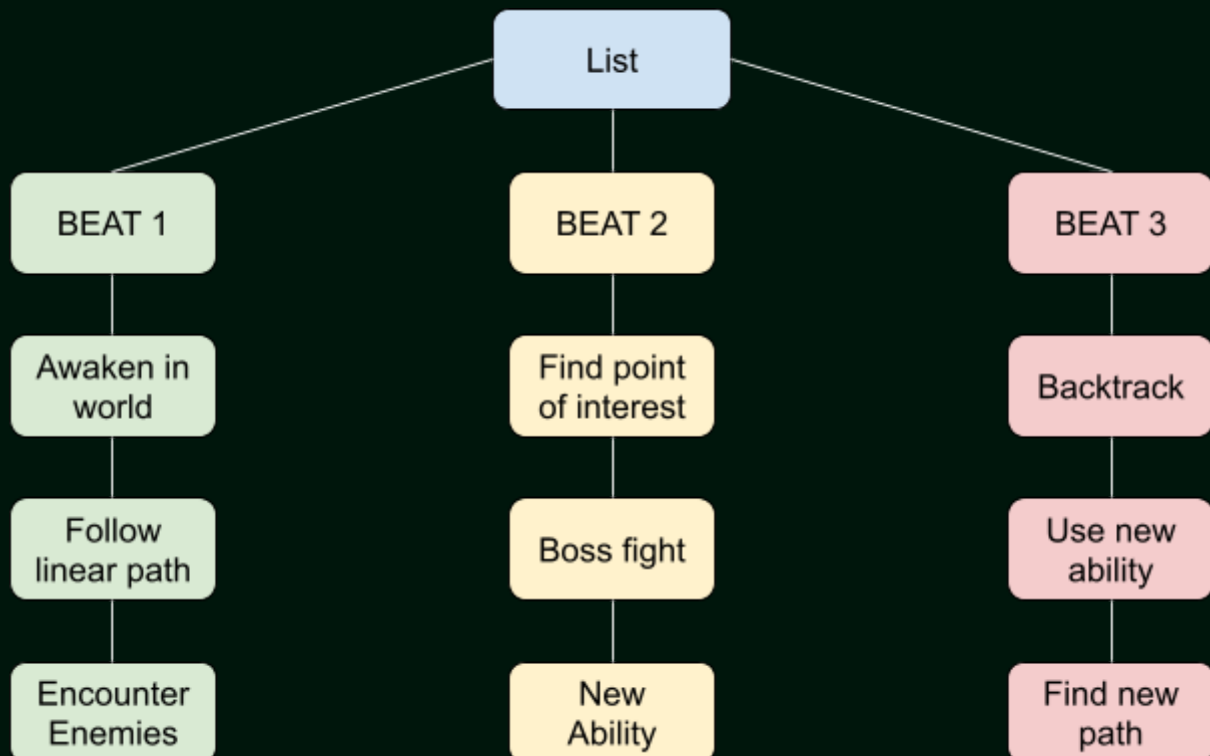 List
BEAT 1
BEAT 2
BEAT 3
Awaken in
world
Find point
of interest
Backtrack
Follow
linear path
Boss fight
Use new
ability
Encounter
Enemies
New
Ability
Find new
path